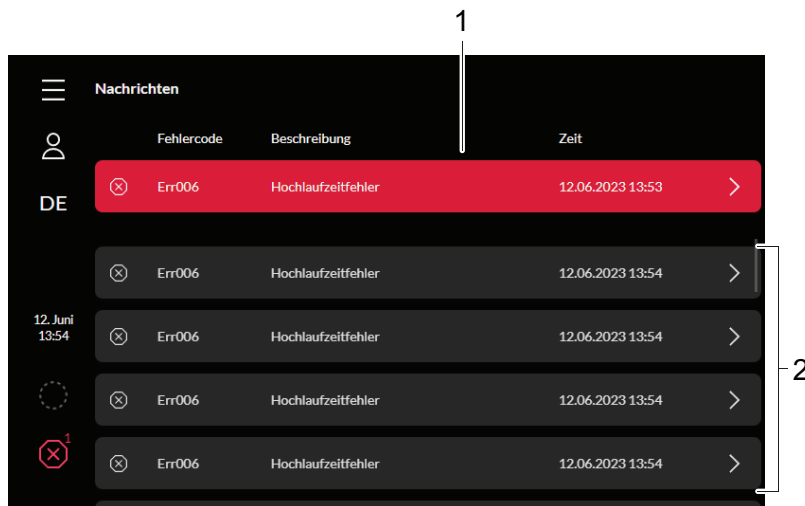 1
Nachrichten
Fehlercode Beschreibung Zeit
Err006 Hochlaufzeitfehler 12.06.2023 13:53
DE
Err006 Hochlaufzeitfehler 12.06.2023 13:54
12. Juni
13:54
Err006 Hochlaufzeitfehler 12.06.2023 13:54
2
Err006 Hochlaufzeitfehler 12.06.2023 13:54
1
Err006 Hochlaufzeitfehler 12.06.2023 13:54